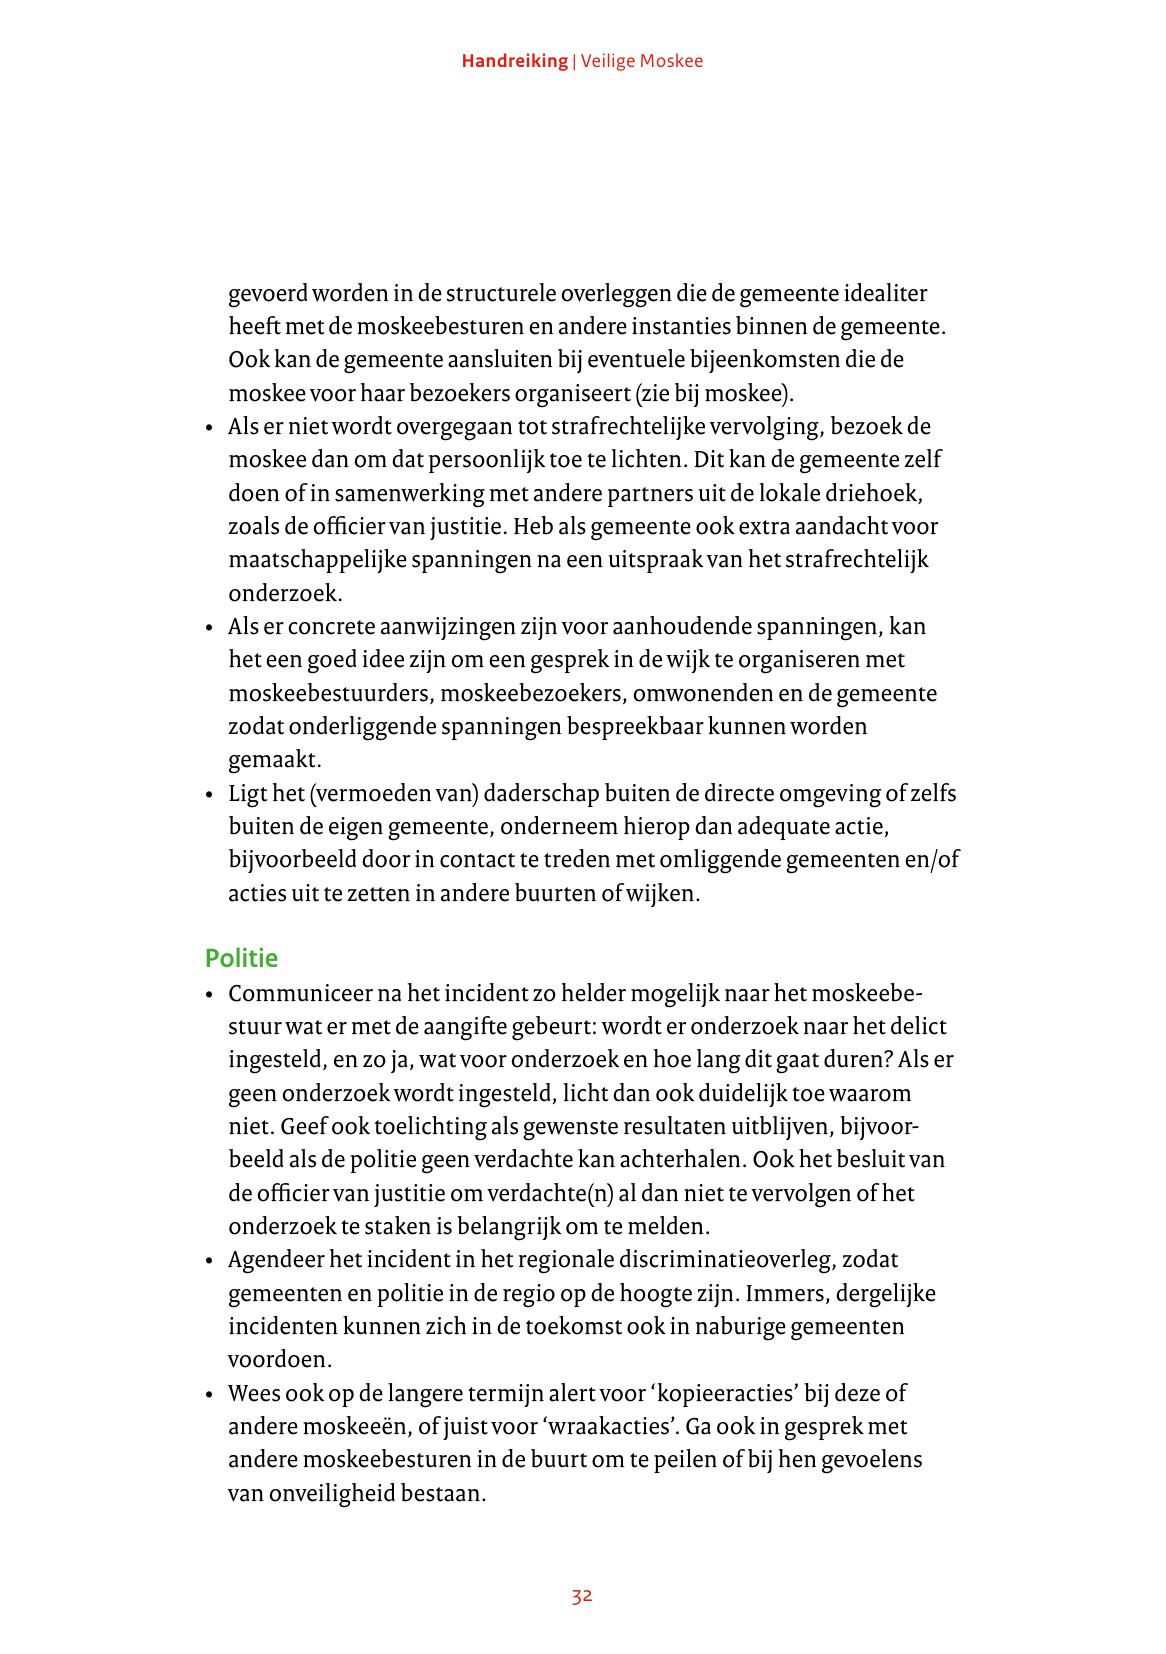 Handreiking | Veilige Moskee
gevoerd worden in de structurele overleggen die de gemeente idealiter
heeft met de moskeebesturen en andere instanties binnen de gemeente.
Ook kan de gemeente aansluiten bij eventuele bijeenkomsten die de
moskee voor haar bezoekers organiseert (zie bij moskee).
• Als er niet wordt overgegaan tot strafrechtelijke vervolging, bezoek de
moskee dan om dat persoonlijk toe te lichten. Dit kan de gemeente zelf
doen of in samenwerking met andere partners uit de lokale driehoek,
zoals de officier van justitie. Heb als gemeente ook extra aandacht voor
maatschappelijke spanningen na een uitspraak van het strafrechtelijk
onderzoek.
• Als er concrete aanwijzingen zijn voor aanhoudende spanningen, kan
het een goed idee zijn om een gesprek in de wijk te organiseren met
moskeebestuurders, moskeebezoekers, omwonenden en de gemeente
zodat onderliggende spanningen bespreekbaar kunnen worden
gemaakt.
• Ligt het (vermoeden van) daderschap buiten de directe omgeving of zelfs
buiten de eigen gemeente, onderneem hierop dan adequate actie,
bijvoorbeeld door in contact te treden met omliggende gemeenten en/of
acties uit te zetten in andere buurten of wijken.
Politie
• Communiceer na het incident zo helder mogelijk naar het moskeebe-
stuur wat er met de aangifte gebeurt: wordt er onderzoek naar het delict
ingesteld, en zo ja, wat voor onderzoek en hoe lang dit gaat duren? Als er
geen onderzoek wordt ingesteld, licht dan ook duidelijk toe waarom
niet. Geef ook toelichting als gewenste resultaten uitblijven, bijvoor-
beeld als de politie geen verdachte kan achterhalen. Ook het besluit van
de officier van justitie om verdachte(n) al dan niet te vervolgen of het
onderzoek te staken is belangrijk om te melden.
• Agendeer het incident in het regionale discriminatieoverleg, zodat
gemeenten en politie in de regio op de hoogte zijn. Immers, dergelijke
incidenten kunnen zich in de toekomst ook in naburige gemeenten
voordoen.
• Wees ook op de langere termijn alert voor ‘kopieeracties’ bij deze of
andere moskeeën, of juist voor ‘wraakacties’. Ga ook in gesprek met
andere moskeebesturen in de buurt om te peilen of bij hen gevoelens
van onveiligheid bestaan.
32